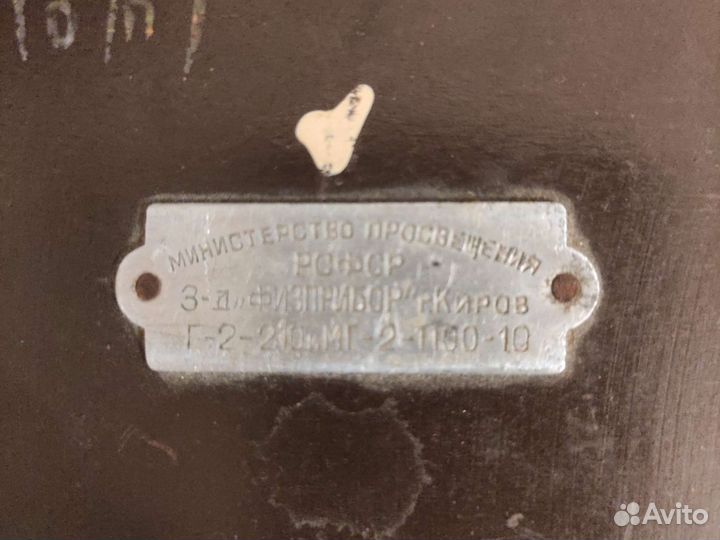 МИНИСТЕРСТВО ПРОСВЕЩЕНИЯ
РСФСР
З-Д „ФИЗПРИБОР" г. КИРОВ
Avito